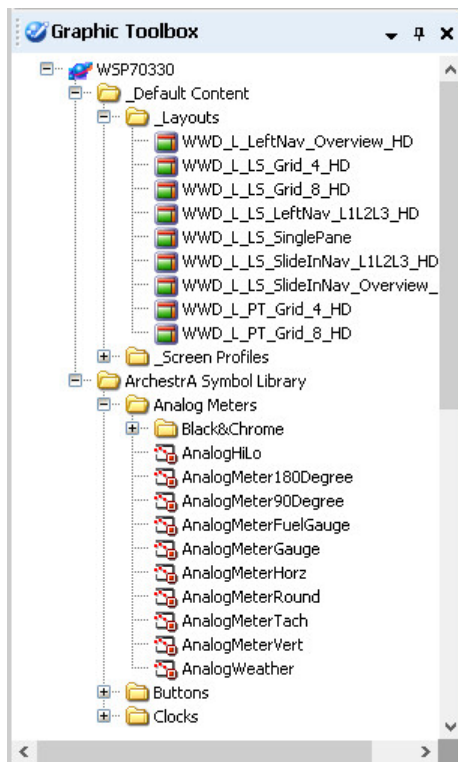 Graphic Toolbox
WSP70330
_Default Content
_Layouts
WWD_L_LeftNav_Overview_HD
WWD_L_LS_Grid_4_HD
WWD_L_LS_Grid_8_HD
WWD_L_LS_LeftNav_L1L2L3_HD
WWD_L_LS_SinglePane
WWD_L_LS_SlideInNav_L1L2L3_HD
WWD_L_LS_SlideInNav_Overview_
WWD_L_PT_Grid_4_HD
WWD_L_PT_Grid_8_HD
_Screen Profiles
ArchestrA Symbol Library
Analog Meters
Black&Chrome
AnalogHiLo
AnalogMeter180Degree
AnalogMeter90Degree
AnalogMeterFuelGauge
AnalogMeterGauge
AnalogMeterHorz
AnalogMeterRound
AnalogMeterTach
AnalogMeterVert
AnalogWeather
Buttons
Clocks